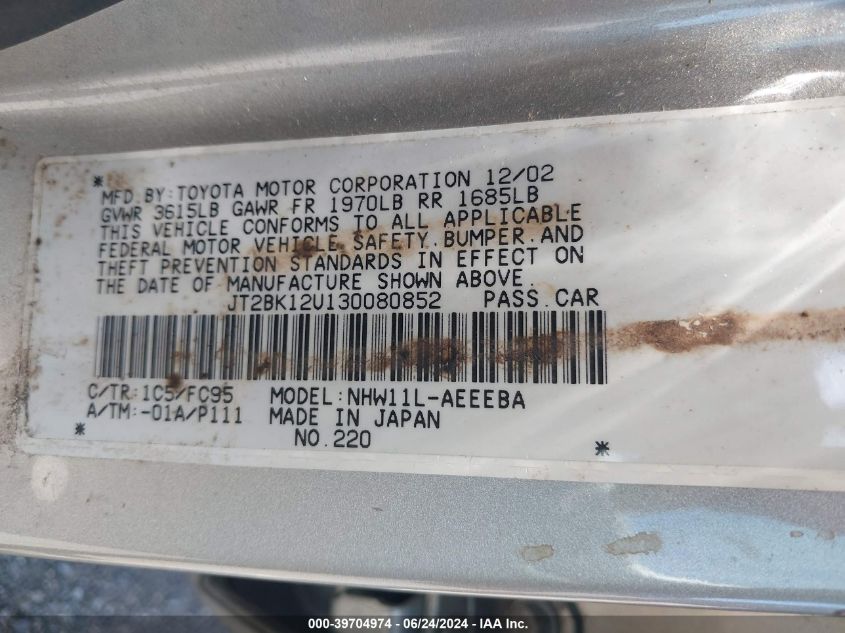 MFD.BY:TOYOTA MOTOR CORPORATION 12/02
GVWR 3615LB GAWR FR 1970LB RR 1685LB
THIS VEHICLE CONFORMS TO ALL APPLICABLE
FEDERAL MOTOR VEHICLE SAFETY,BUMPER,AND
THEFT PREVENTION STANDARDS IN EFFECT ON
THE DATE OF MANUFACTURE SHOWN ABOVE.
JT2BK12U130080852 PASS.CAR
C/TR:1C5/FC95 MODEL:NHW11L-AEEEBA
A/TM:-01A/P111 MADE IN JAPAN
NO.220
000-39704974 / 06/24/2024 / IAA Inc.